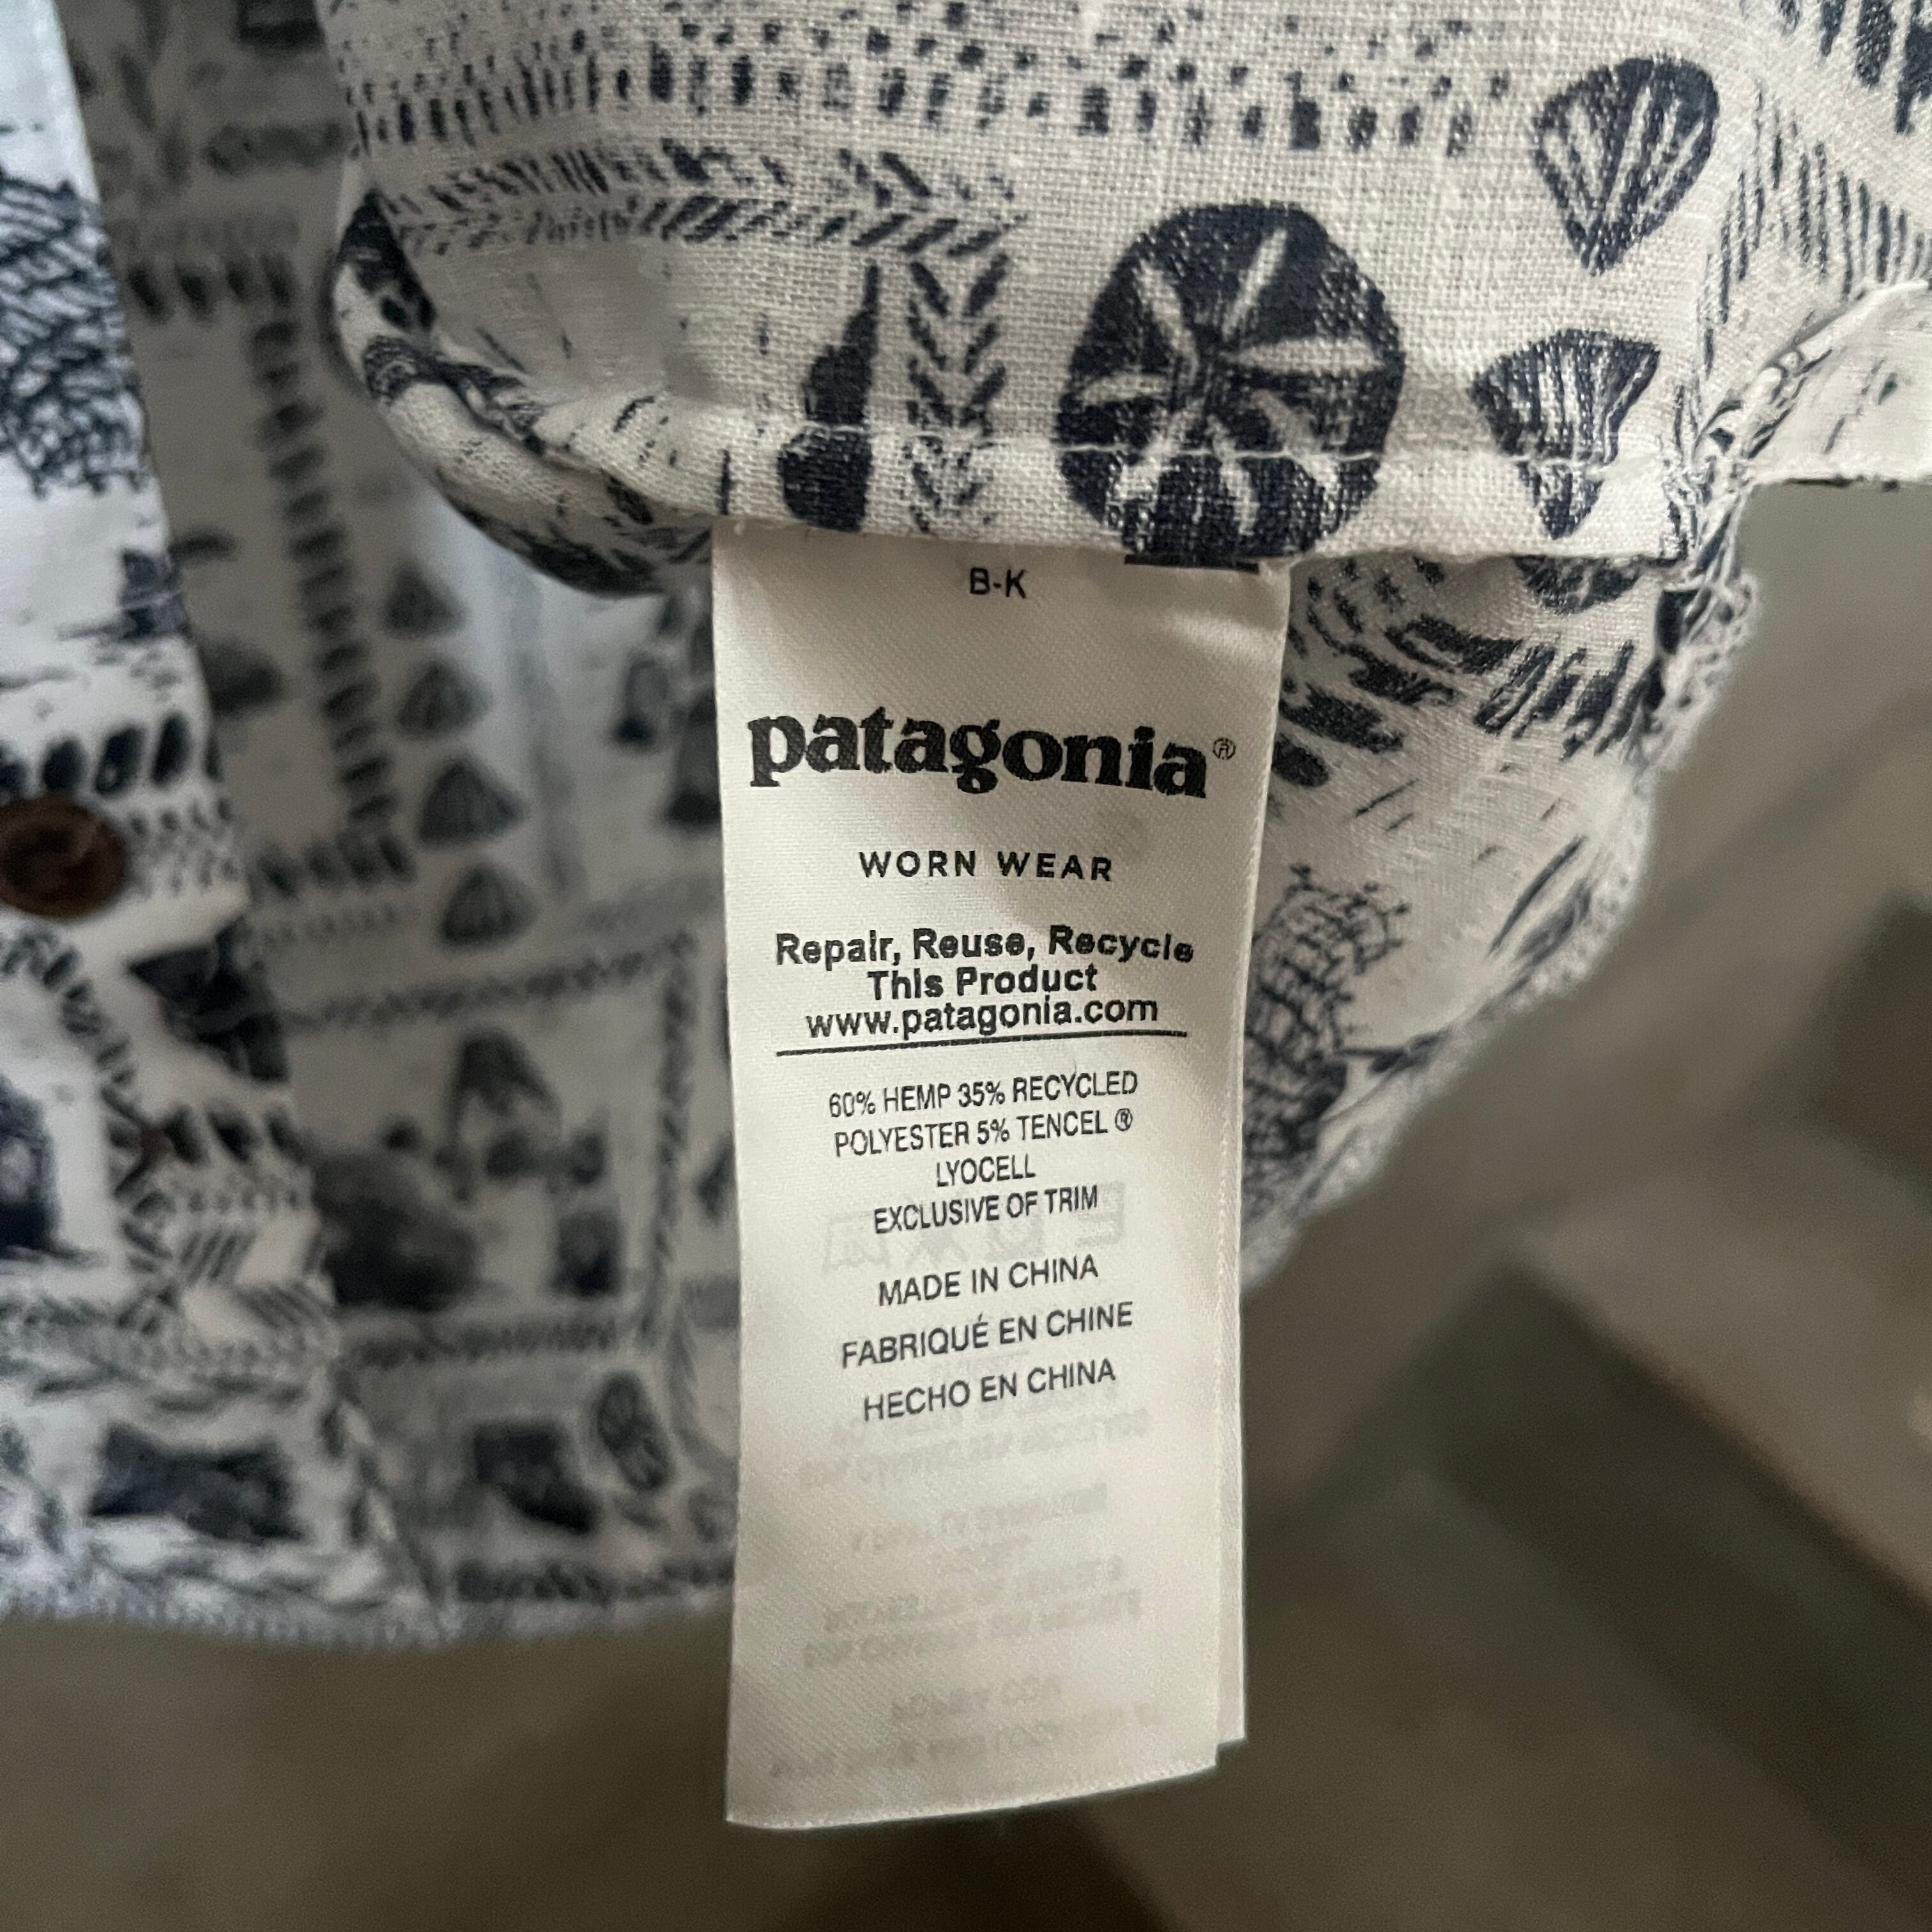 B-K
patagonia®
WORN WEAR
Repair, Reuse, Recycle
This Product
www.patagonia.com
60% HEMP 35% RECYCLED
POLYESTER 5% TENCEL ®
LYOCELL
EXCLUSIVE OF TRIM
MADE IN CHINA
FABRIQUÉ EN CHINE
HECHO EN CHINA